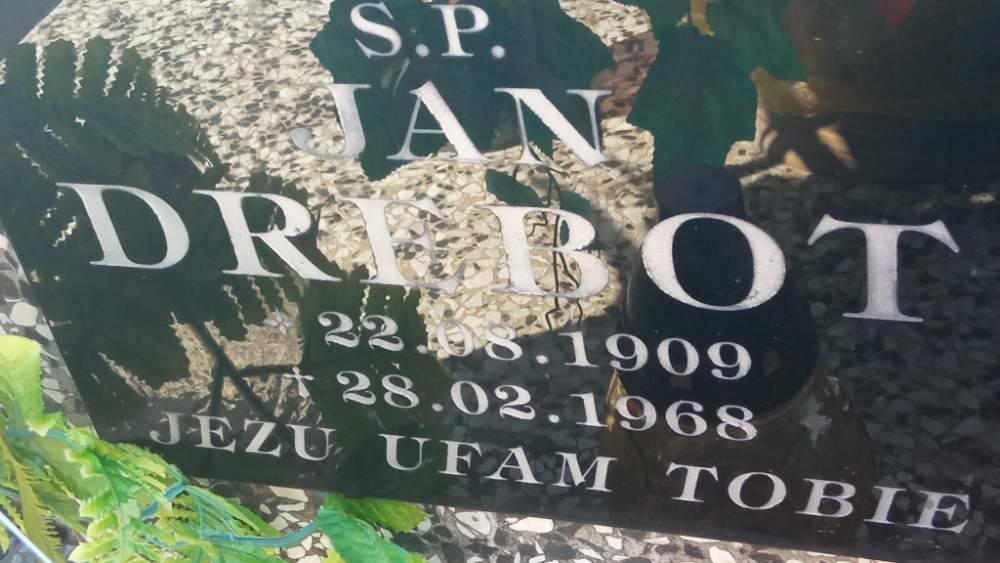 S.P.
JAN
DREBOT
22.08.1909
✝ 28.02.1968
JEZU UFAM TOBIE